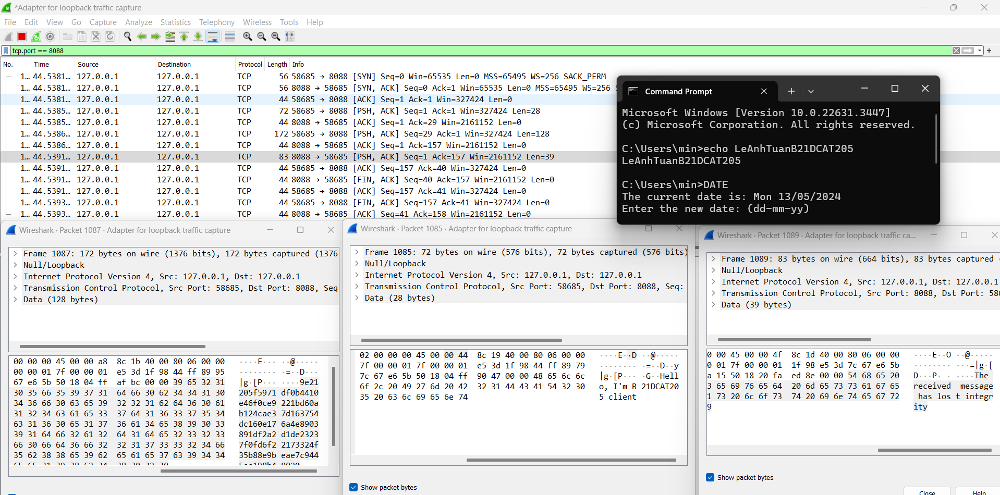 *Adapter for loopback traffic capture
File Edit View Go Capture Analyze Statistics Telephony Wireless Tools Help
tcp.port == 8088
No. Time Source Destination Protocol Length Info
1… 44.5381… 127.0.0.1 127.0.0.1 TCP 56 58685 → 8088 [SYN] Seq=0 Win=65535 Len=0 MSS=65495 WS=256 SACK_PERM
1… 44.5381… 127.0.0.1 127.0.0.1 TCP 56 8088 → 58685 [SYN, ACK] Seq=0 Ack=1 Win=65535 Len=0 MSS=65495 WS=256
1… 44.5381… 127.0.0.1 127.0.0.1 TCP 44 58685 → 8088 [ACK] Seq=1 Ack=1 Win=327424 Len=0
1… 44.5385… 127.0.0.1 127.0.0.1 TCP 72 58685 → 8088 [PSH, ACK] Seq=1 Ack=1 Win=327424 Len=28
1… 44.5385… 127.0.0.1 127.0.0.1 TCP 44 8088 → 58685 [ACK] Seq=1 Ack=29 Win=2161152 Len=0
1… 44.5386… 127.0.0.1 127.0.0.1 TCP 172 58685 → 8088 [PSH, ACK] Seq=29 Ack=1 Win=327424 Len=128
1… 44.5386… 127.0.0.1 127.0.0.1 TCP 44 8088 → 58685 [ACK] Seq=1 Ack=157 Win=2161152 Len=0
1… 44.5391… 127.0.0.1 127.0.0.1 TCP 83 8088 → 58685 [PSH, ACK] Seq=1 Ack=157 Win=2161152 Len=39
1… 44.5391… 127.0.0.1 127.0.0.1 TCP 44 58685 → 8088 [ACK] Seq=157 Ack=40 Win=327424 Len=0
1… 44.5391… 127.0.0.1 127.0.0.1 TCP 44 8088 → 58685 [FIN, ACK] Seq=40 Ack=157 Win=2161152 Len=0
1… 44.5391… 127.0.0.1 127.0.0.1 TCP 44 58685 → 8088 [ACK] Seq=157 Ack=41 Win=327424 Len=0
1… 44.5393… 127.0.0.1 127.0.0.1 TCP 44 58685 → 8088 [FIN, ACK] Seq=157 Ack=41 Win=327424 Len=0
1… 44.5393… 127.0.0.1 127.0.0.1 TCP 44 8088 → 58685 [ACK] Seq=41 Ack=158 Win=2161152 Len=0
Command Prompt
Microsoft Windows [Version 10.0.22631.3447]
(c) Microsoft Corporation. All rights reserved.
C:\Users\min>echo LeAnhTuanB21DCAT205
LeAnhTuanB21DCAT205
C:\Users\min>DATE
The current date is: Mon 13/05/2024
Enter the new date: (dd-mm-yy)
Wireshark · Packet 1087 · Adapter for loopback traffic capture
Frame 1087: 172 bytes on wire (1376 bits), 172 bytes captured (1376
Null/Loopback
Internet Protocol Version 4, Src: 127.0.0.1, Dst: 127.0.0.1
Transmission Control Protocol, Src Port: 58685, Dst Port: 8088, Seq
Data (128 bytes)
00 00 00 45 00 00 a8 8c 1b 40 00 80 06 00 00 ····E··· ··@·····
00 00 01 7f 00 00 01 e5 3d 1f 98 44 ff 89 95 ········ ·=··D···
67 e6 5b 50 18 04 ff af bc 00 00 39 65 32 31 |g·[P··· ····9e21
30 35 66 35 39 37 31 64 66 30 62 34 34 31 30 205f5971 df0b4410
34 36 66 30 63 65 39 32 32 31 62 64 36 30 61 e46f0ce9 221bd60a
31 32 34 63 61 65 33 37 64 31 36 33 37 35 34 b124cae3 7d163754
63 31 36 30 65 31 37 36 61 34 65 38 39 30 33 dc160e17 6a4e8903
39 31 64 66 32 61 32 64 31 64 65 32 33 32 33 891df2a2 d1de2323
66 30 66 64 36 66 32 32 31 37 33 33 32 34 66 7f0fd6f2 2173324f
35 62 38 38 65 39 62 65 61 65 37 63 39 34 34 35b88e9b eae7c944
Wireshark · Packet 1085 · Adapter for loopback traffic capture
Frame 1085: 72 bytes on wire (576 bits), 72 bytes captured (576 bits)
Null/Loopback
Internet Protocol Version 4, Src: 127.0.0.1, Dst: 127.0.0.1
Transmission Control Protocol, Src Port: 58685, Dst Port: 8088, Seq:
Data (28 bytes)
02 00 00 00 45 00 00 44 8c 19 40 00 80 06 00 00 ····E··D ··@·····
7f 00 00 01 7f 00 00 01 e5 3d 1f 98 44 ff 89 79 ········ ·=··D··y
7c 67 e6 5b 50 18 04 ff 90 47 00 00 48 65 6c 6c |g·[P··· ·G··Hell
6f 2c 20 49 27 6d 20 42 32 31 44 43 41 54 32 30 o, I'm B 21DCAT20
35 20 63 6c 69 65 6e 74 5 client
Show packet bytes
Wireshark · Packet 1089 · Adapter for loopback traffic ca...
Frame 1089: 83 bytes on wire (664 bits), 83 bytes captured (
Null/Loopback
Internet Protocol Version 4, Src: 127.0.0.1, Dst: 127.0.0.1
Transmission Control Protocol, Src Port: 8088, Dst Port: 58
Data (39 bytes)
0 00 45 00 00 4f 8c 1d 40 00 80 06 00 00 ····E··O ··@·····
0 01 7f 00 00 01 1f 98 e5 3d 7c 67 e6 5b ········ ···=|g·[
a 15 50 18 20 fa ed 8e 00 00 54 68 65 20 D···P· · ····The
3 65 69 76 65 64 20 6d 65 73 73 61 67 65 received message
1 73 20 6c 6f 73 74 20 69 6e 74 65 67 72 has los t integr
9 ity
Show packet bytes
Close Help